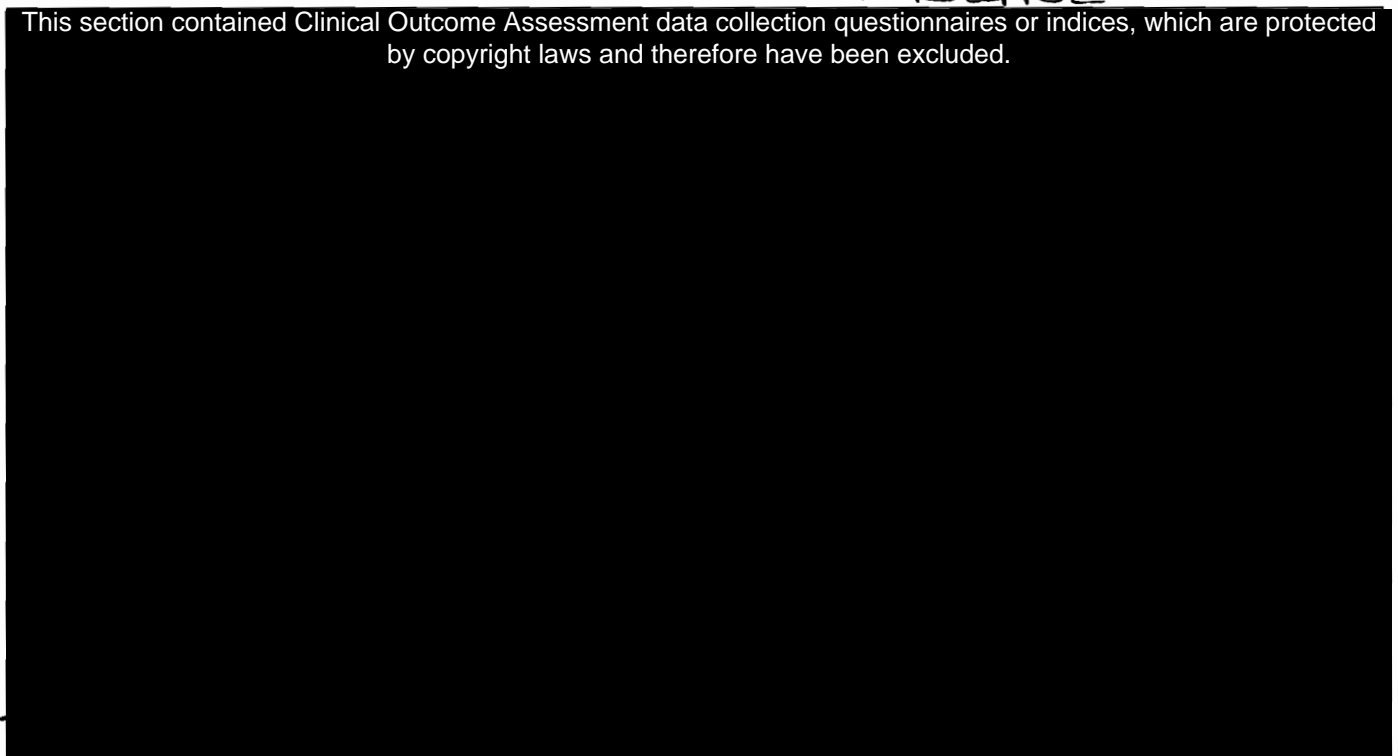 This section contained Clinical Outcome Assessment data collection questionnaires or indices, which are protected
by copyright laws and therefore have been excluded.